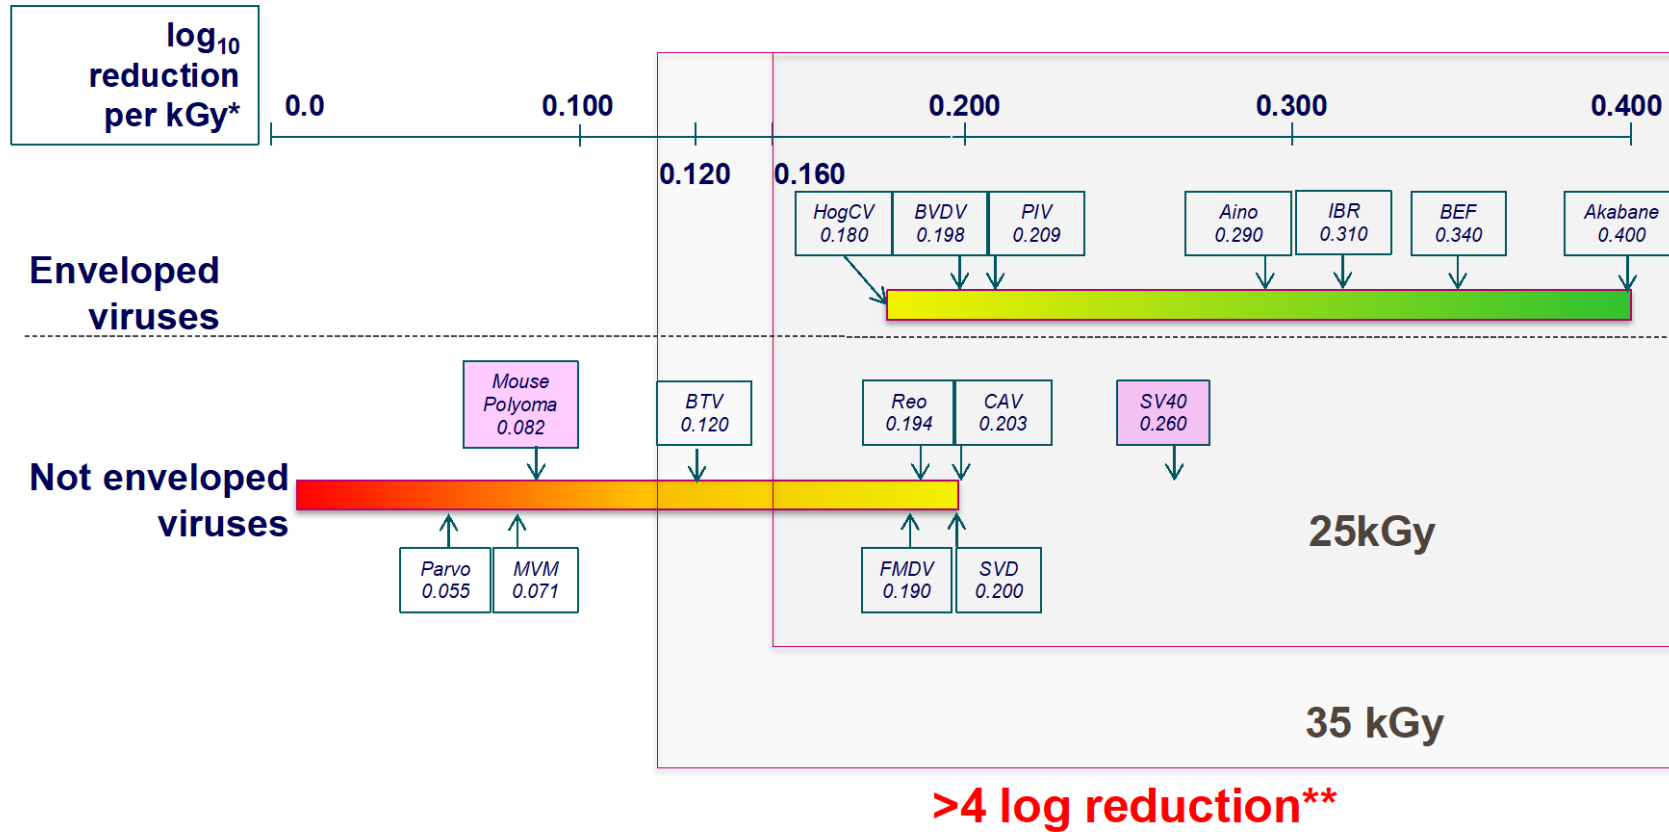 log10
reduction
per kGy*
0.0 0.100 0.200 0.300 0.400
0.120 0.160
HogCV
0.180
BVDV
0.198
PIV
0.209
Aino
0.290
IBR
0.310
BEF
0.340
Akabane
0.400
Enveloped
viruses
Mouse
Polyoma
0.082
BTV
0.120
Reo
0.194
CAV
0.203
SV40
0.260
Not enveloped
viruses
Parvo
0.055
MVM
0.071
FMDV
0.190
SVD
0.200
25kGy
35 kGy
>4 log reduction**